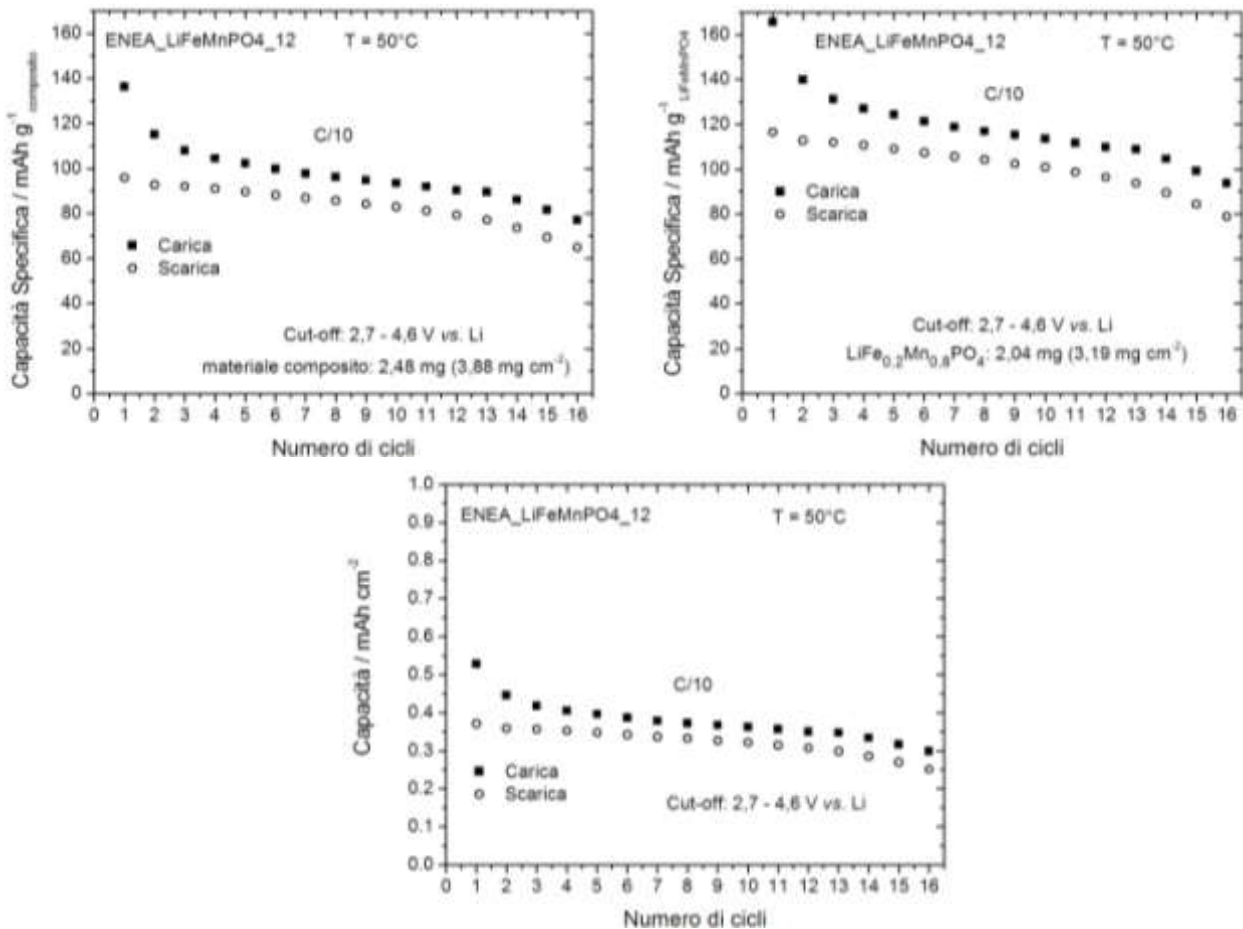 ENEA_LiFeMnPO4_12 T = 50°C
C/10
Carica
Scarica
Cut-off: 2,7 - 4,6 V vs. Li
materiale composito: 2,48 mg (3,88 mg cm-2)
Capacità Specifica / mAh g-1 composito
0 20 40 60 80 100 120 140 160
0 1 2 3 4 5 6 7 8 9 10 11 12 13 14 15 16
Numero di cicli
ENEA_LiFeMnPO4_12 T = 50°C
C/10
Carica
Scarica
Cut-off: 2,7 - 4,6 V vs. Li
LiFe0,2Mn0,8PO4: 2,04 mg (3,19 mg cm-2)
Capacità Specifica / mAh g-1 LiFeMnPO4
0 20 40 60 80 100 120 140 160
0 1 2 3 4 5 6 7 8 9 10 11 12 13 14 15 16
Numero di cicli
ENEA_LiFeMnPO4_12 T = 50°C
C/10
Carica
Scarica
Cut-off: 2,7 - 4,6 V vs. Li
Capacità / mAh cm-2
0.0 0.1 0.2 0.3 0.4 0.5 0.6 0.7 0.8 0.9 1.0
0 1 2 3 4 5 6 7 8 9 10 11 12 13 14 15 16
Numero di cicli